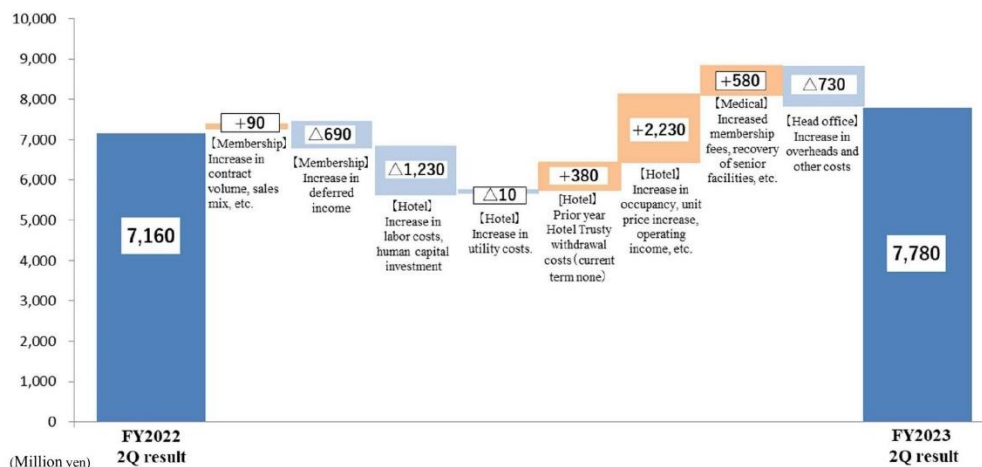 10,000
9,000
8,000
7,000
6,000
5,000
4,000
3,000
2,000
1,000
0
(Million yen)
7,160
FY2022
2Q result
+90
【Membership】
Increase in
contract
volume, sales
mix, etc.
△690
【Membership】
Increase in
deferred
income
△1,230
【Hotel】
Increase in
labor costs,
human capital
investment
△10
【Hotel】
Increase in
utility costs.
+380
[Hotel]
Prior year
Hotel Trusty
withdrawal
costs（current
term none）
+2,230
【Hotel】
Increase in
occupancy, unit
price increase,
operating
income, etc.
+580
【Medical】
Increased
membership
fees, recovery
of senior
facilities, etc.
△730
【Head office】
Increase in
overheads and
other costs
7,780
FY2023
2Q result